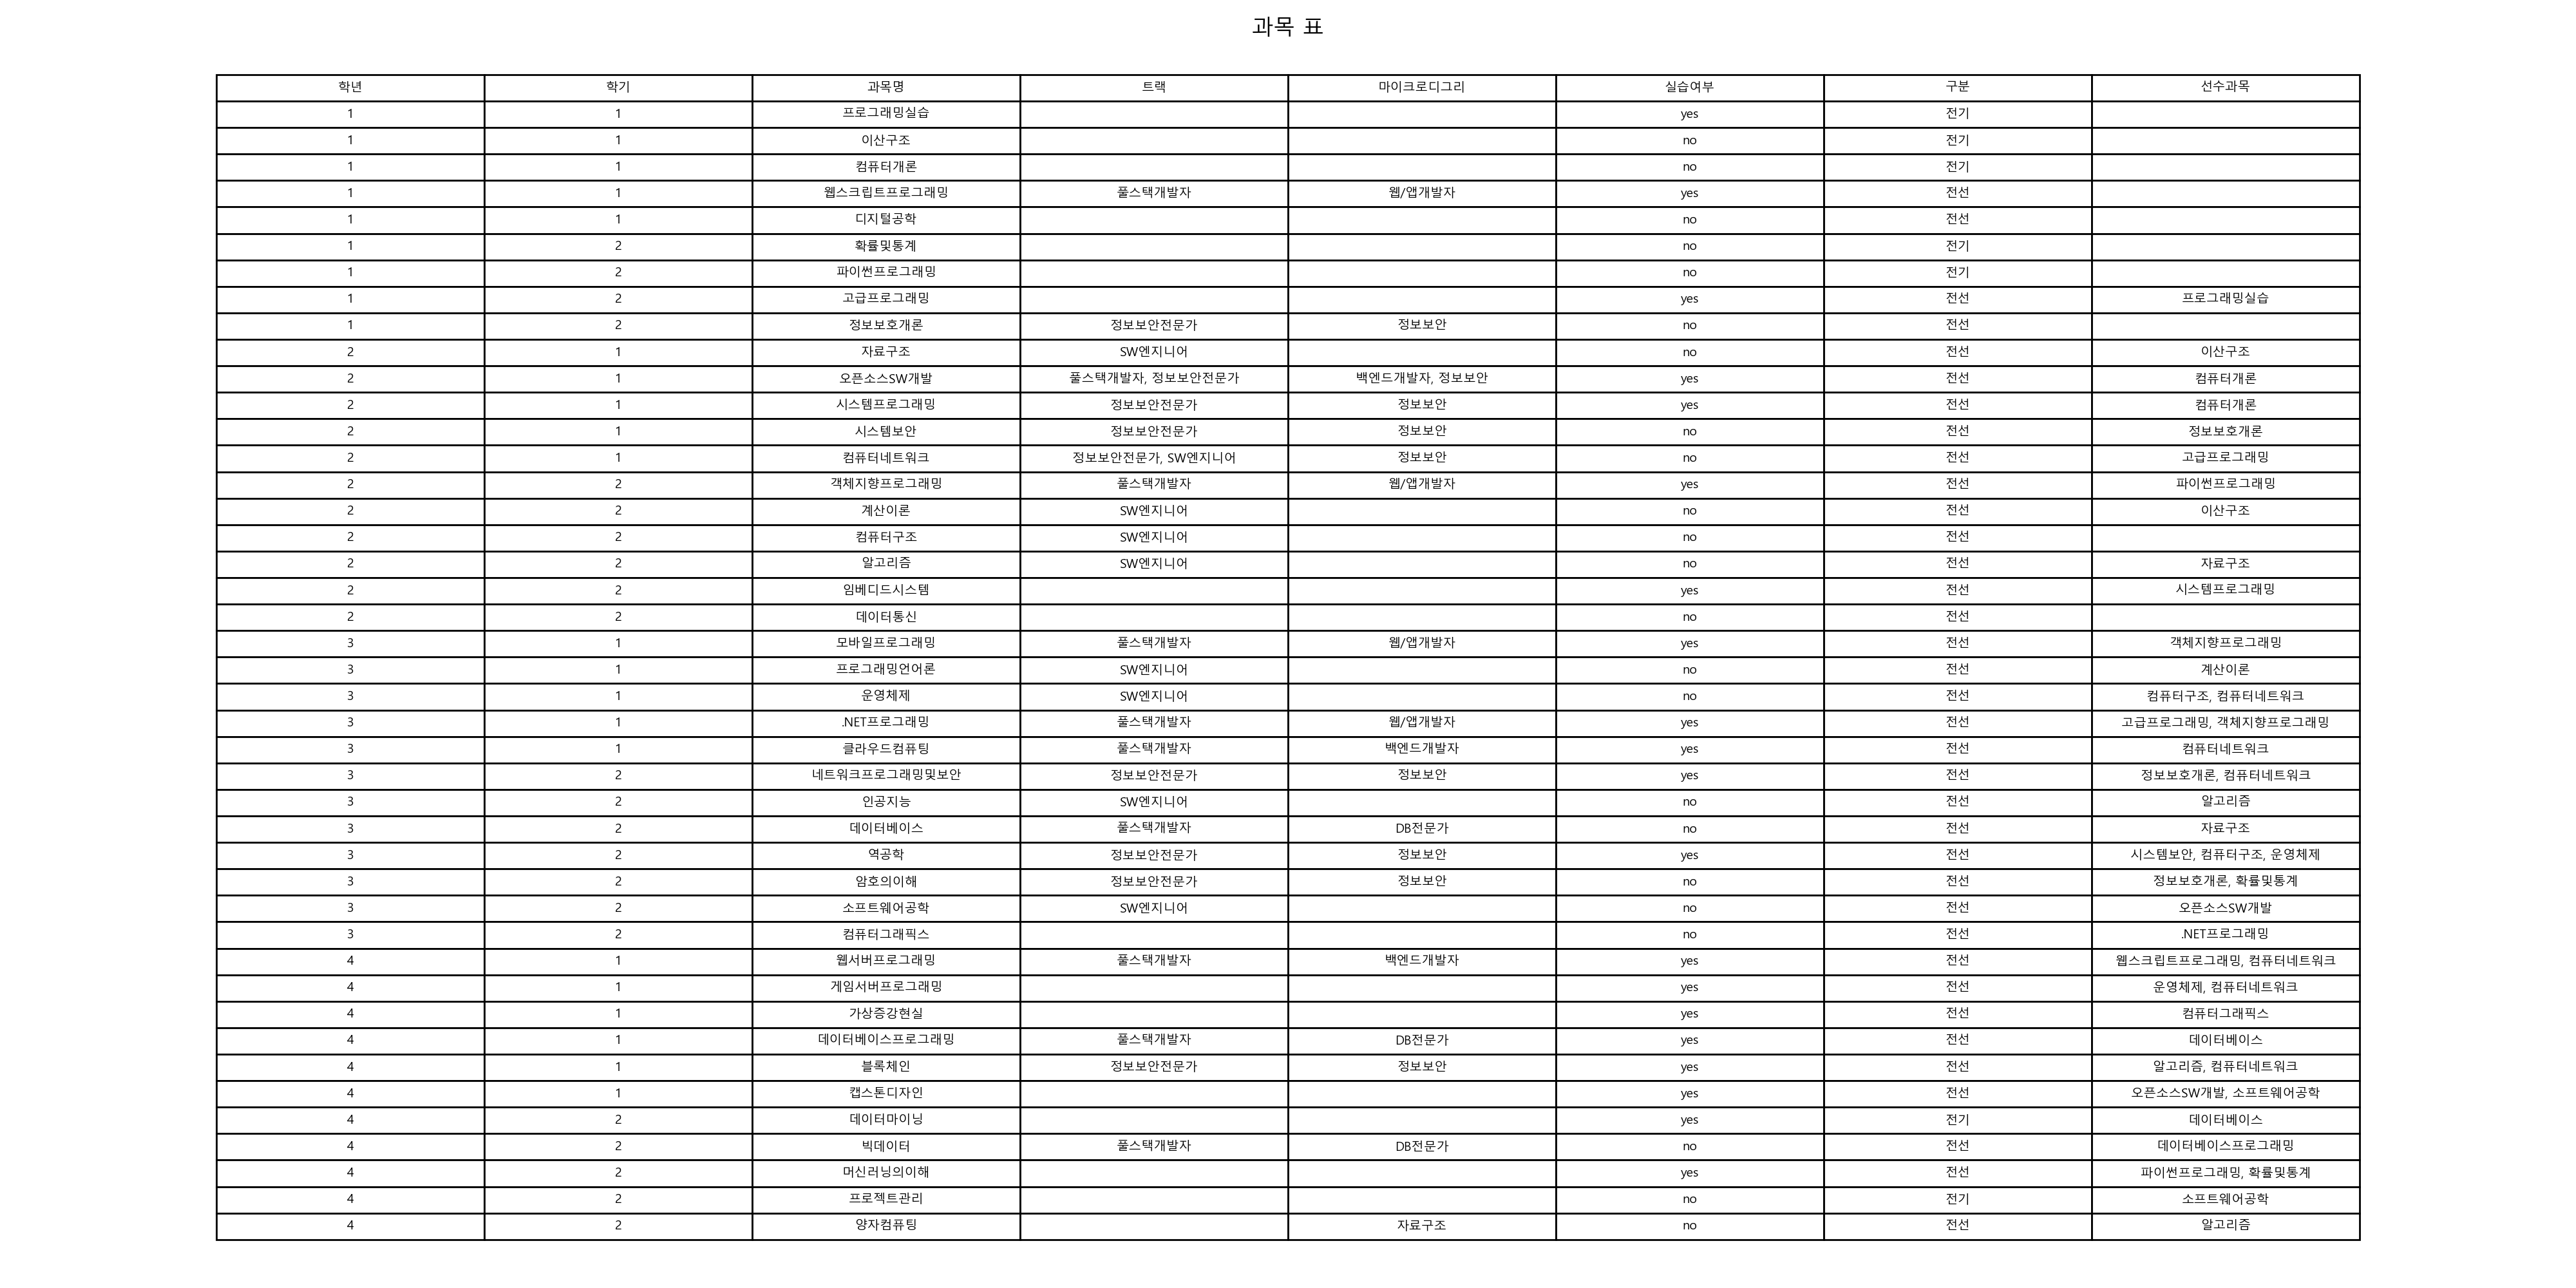 과목 표
학년 학기 과목명 트랙 마이크로디그리 실습여부 구분 선수과목
1 1 프로그래밍실습 yes 전기
1 1 이산구조 no 전기
1 1 컴퓨터개론 no 전기
1 1 웹스크립트프로그래밍 풀스택개발자 웹/앱개발자 yes 전선
1 1 디지털공학 no 전선
1 2 확률및통계 no 전기
1 2 파이썬프로그래밍 no 전기
1 2 고급프로그래밍 yes 전선 프로그래밍실습
1 2 정보보호개론 정보보안전문가 정보보안 no 전선
2 1 자료구조 SW엔지니어 no 전선 이산구조
2 1 오픈소스SW개발 풀스택개발자, 정보보안전문가 백엔드개발자, 정보보안 yes 전선 컴퓨터개론
2 1 시스템프로그래밍 정보보안전문가 정보보안 yes 전선 컴퓨터개론
2 1 시스템보안 정보보안전문가 정보보안 no 전선 정보보호개론
2 1 컴퓨터네트워크 정보보안전문가, SW엔지니어 정보보안 no 전선 고급프로그래밍
2 2 객체지향프로그래밍 풀스택개발자 웹/앱개발자 yes 전선 파이썬프로그래밍
2 2 계산이론 SW엔지니어 no 전선 이산구조
2 2 컴퓨터구조 SW엔지니어 no 전선
2 2 알고리즘 SW엔지니어 no 전선 자료구조
2 2 임베디드시스템 yes 전선 시스템프로그래밍
2 2 데이터통신 no 전선
3 1 모바일프로그래밍 풀스택개발자 웹/앱개발자 yes 전선 객체지향프로그래밍
3 1 프로그래밍언어론 SW엔지니어 no 전선 계산이론
3 1 운영체제 SW엔지니어 no 전선 컴퓨터구조, 컴퓨터네트워크
3 1 .NET프로그래밍 풀스택개발자 웹/앱개발자 yes 전선 고급프로그래밍, 객체지향프로그래밍
3 1 클라우드컴퓨팅 풀스택개발자 백엔드개발자 yes 전선 컴퓨터네트워크
3 2 네트워크프로그래밍및보안 정보보안전문가 정보보안 yes 전선 정보보호개론, 컴퓨터네트워크
3 2 인공지능 SW엔지니어 no 전선 알고리즘
3 2 데이터베이스 풀스택개발자 DB전문가 no 전선 자료구조
3 2 역공학 정보보안전문가 정보보안 yes 전선 시스템보안, 컴퓨터구조, 운영체제
3 2 암호의이해 정보보안전문가 정보보안 no 전선 정보보호개론, 확률및통계
3 2 소프트웨어공학 SW엔지니어 no 전선 오픈소스SW개발
3 2 컴퓨터그래픽스 no 전선 .NET프로그래밍
4 1 웹서버프로그래밍 풀스택개발자 백엔드개발자 yes 전선 웹스크립트프로그래밍, 컴퓨터네트워크
4 1 게임서버프로그래밍 yes 전선 운영체제, 컴퓨터네트워크
4 1 가상증강현실 yes 전선 컴퓨터그래픽스
4 1 데이터베이스프로그래밍 풀스택개발자 DB전문가 yes 전선 데이터베이스
4 1 블록체인 정보보안전문가 정보보안 yes 전선 알고리즘, 컴퓨터네트워크
4 1 캡스톤디자인 yes 전선 오픈소스SW개발, 소프트웨어공학
4 2 데이터마이닝 yes 전기 데이터베이스
4 2 빅데이터 풀스택개발자 DB전문가 no 전선 데이터베이스프로그래밍
4 2 머신러닝의이해 yes 전선 파이썬프로그래밍, 확률및통계
4 2 프로젝트관리 no 전기 소프트웨어공학
4 2 양자컴퓨팅 자료구조 no 전선 알고리즘